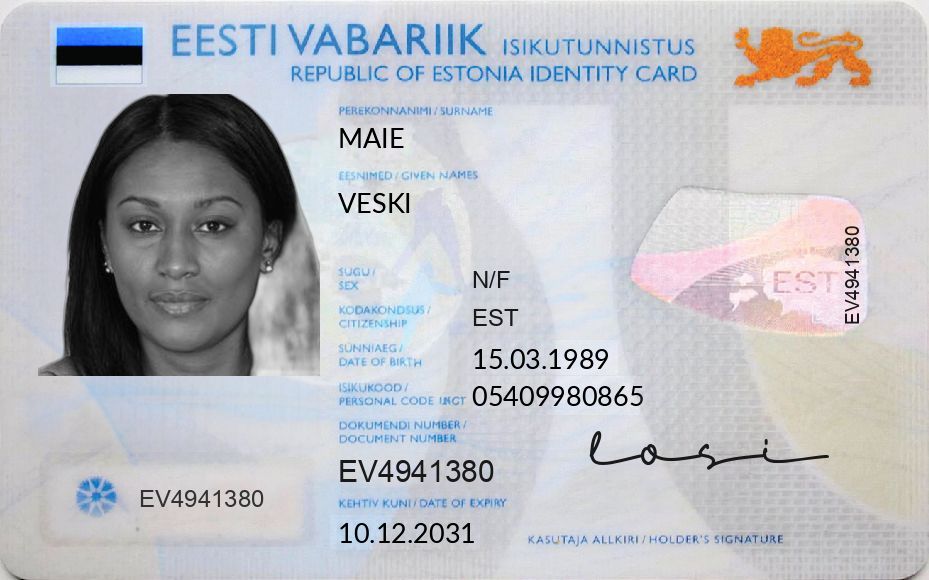 EESTI VABARIIK ISIKUTUNNISTUS
REPUBLIC OF ESTONIA IDENTITY CARD
PEREKONNANIMI / SURNAME
MAIE
EESNIMED / GIVEN NAMES
VESKI
SUGU / SEX N/F
KODAKONDSUS / CITIZENSHIP EST
SÜNNIAEG / DATE OF BIRTH 15.03.1989
ISIKUKOOD / PERSONAL CODE 05409980865
DOKUMENDI NUMBER / DOCUMENT NUMBER
EV4941380
KEHTIV KUNI / DATE OF EXPIRY
10.12.2031
EV4941380
EST
EV4941380
losi
KASUTAJA ALLKIRI / HOLDER'S SIGNATURE